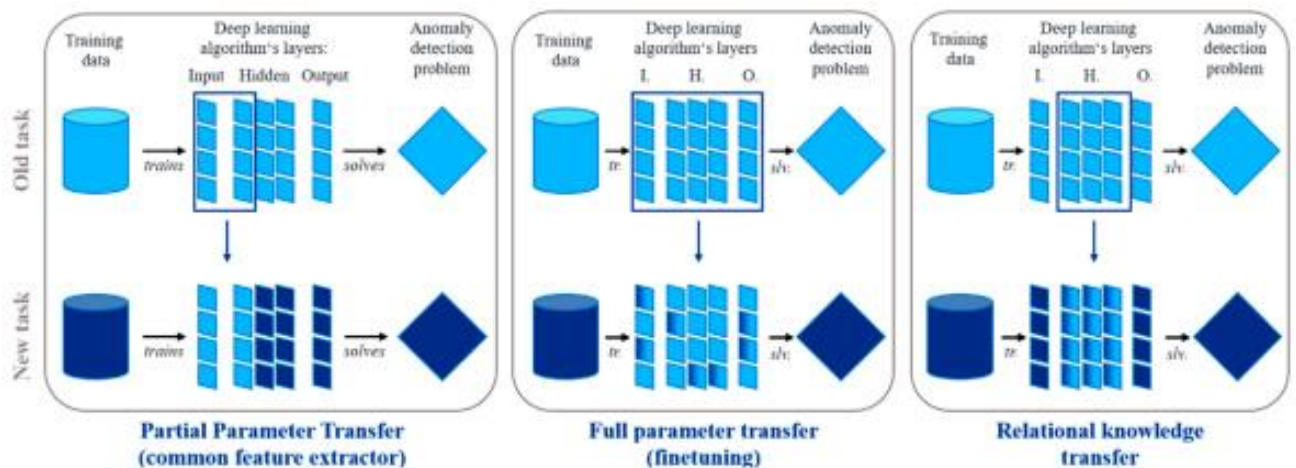 Training
data
Deep learning
algorithm's layers:
Input Hidden Output
Anomaly
detection
problem
Old task
trains
solves
New task
trains
solves
Partial Parameter Transfer
(common feature extractor)
Training
data
Deep learning
algorithm's layers
I. H. O.
Anomaly
detection
problem
tr.
slv.
tr.
slv.
Full parameter transfer
(finetuning)
Training
data
Deep learning
algorithm's layers
I. H. O.
Anomaly
detection
problem
tr.
slv.
tr.
slv.
Relational knowledge
transfer